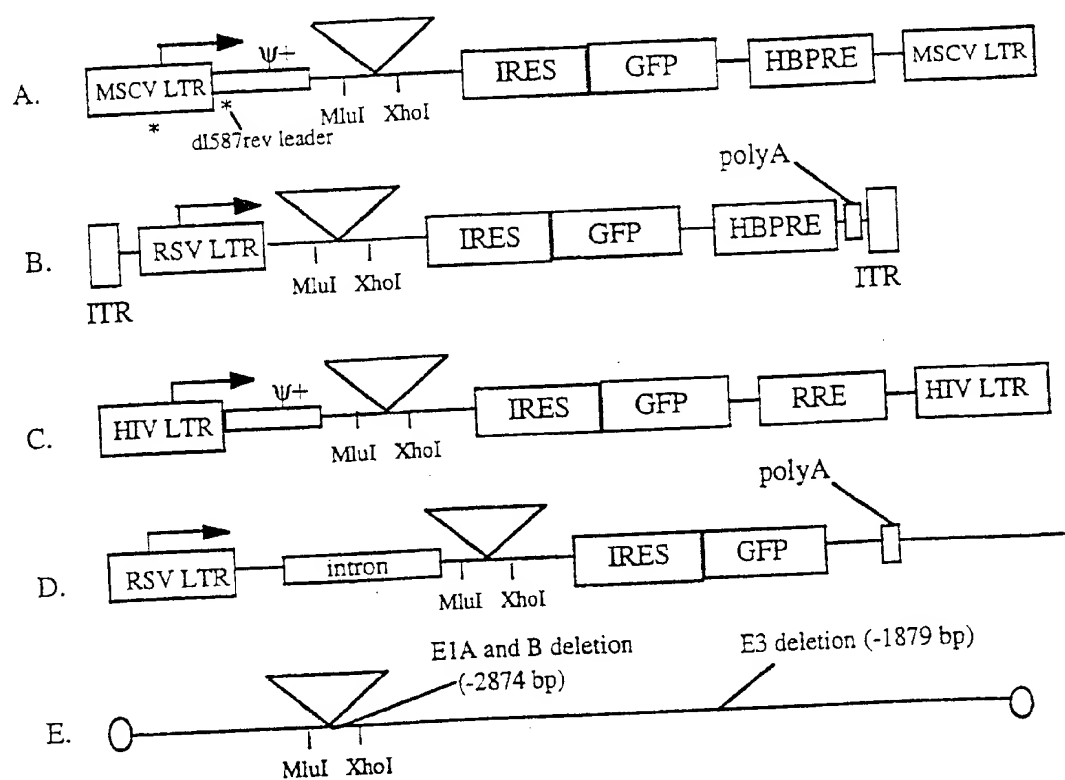 A.
MSCV LTR
Ψ+
*
*
dl587rev leader
MluI XhoI
IRES GFP
HBPRE
MSCV LTR
polyA
B.
ITR
RSV LTR
MluI XhoI
IRES GFP
HBPRE
ITR
C.
HIV LTR
Ψ+
MluI XhoI
IRES GFP
RRE
HIV LTR
polyA
D.
RSV LTR
intron
MluI XhoI
IRES GFP
E1A and B deletion
(-2874 bp)
E3 deletion (-1879 bp)
E.
MluI XhoI